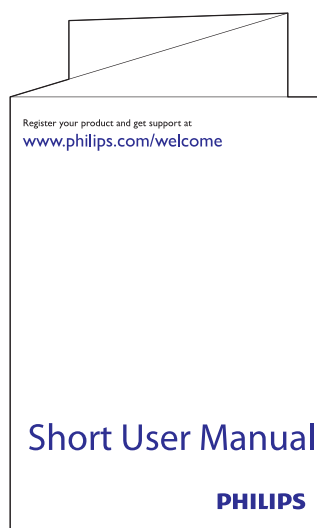 Register your product and get support at
www.philips.com/welcome
Short User Manual
PHILIPS